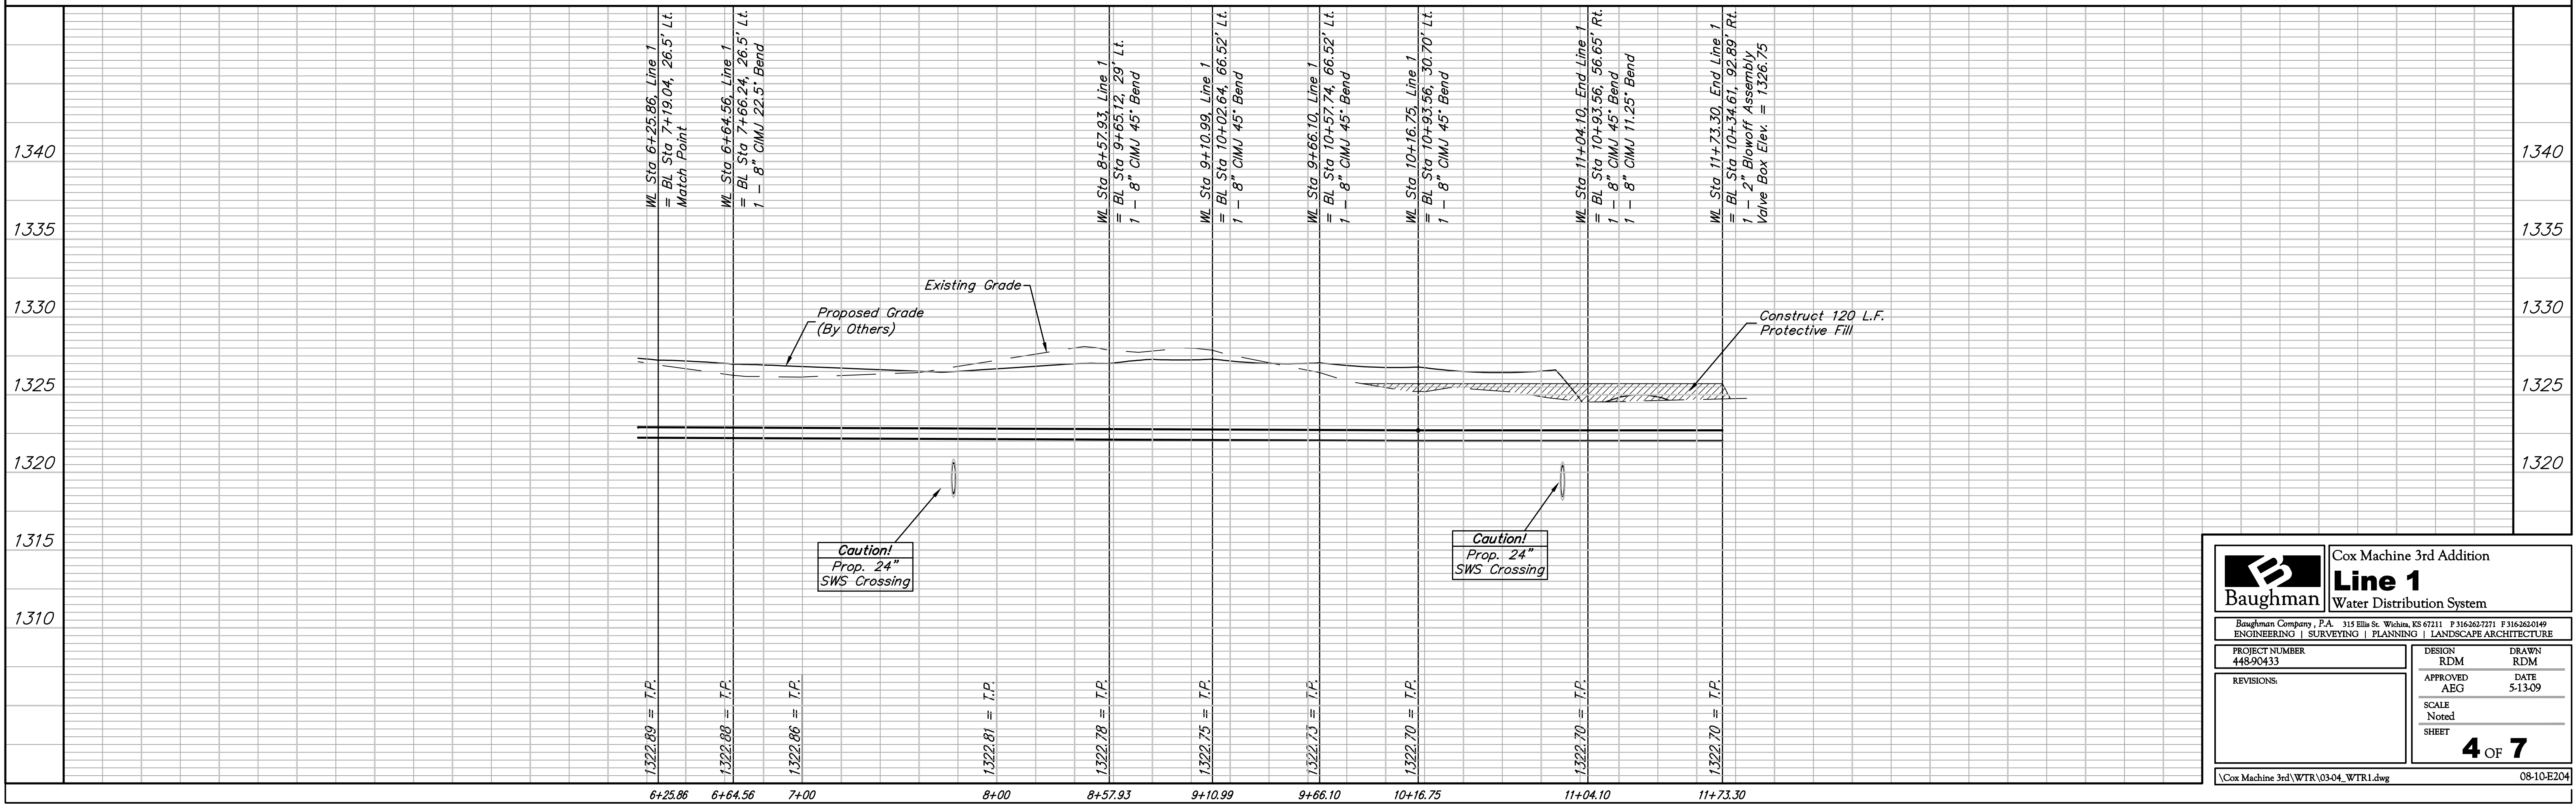 WL Sta 6+25.86, Line 1
= BL Sta 7+19.04, 26.5' Lt.
Match Point
WL Sta 6+64.56, Line 1
= BL Sta 7+66.24, 26.5' Lt.
1 - 8" CIMJ 22.5° Bend
WL Sta 8+57.93, Line 1
= BL Sta 9+65.12, 29' Lt.
1 - 8" CIMJ 45° Bend
WL Sta 9+10.99, Line 1
= BL Sta 10+02.64, 66.52' Lt.
1 - 8" CIMJ 45° Bend
WL Sta 9+66.10, Line 1
= BL Sta 10+57.74, 66.52' Lt.
1 - 8" CIMJ 45° Bend
WL Sta 10+16.75, Line 1
= BL Sta 10+93.56, 30.70' Lt.
1 - 8" CIMJ 45° Bend
WL Sta 11+04.10, End Line 1
= BL Sta 10+93.56, 56.65' Rt.
1 - 8" CIMJ 45° Bend
1 - 8" CIMJ 11.25° Bend
WL Sta 11+73.30, End Line 1
= BL Sta 10+34.61, 92.89' Rt.
1 - 2" Blowoff Assembly
Valve Box Elev. = 1326.75
1340
1335
1330
1325
1320
1315
1310
1340
1335
1330
1325
1320
Existing Grade
Proposed Grade
(By Others)
Construct 120 L.F.
Protective Fill
Caution!
Prop. 24"
SWS Crossing
Caution!
Prop. 24"
SWS Crossing
1322.89 = T.P.
1322.88 = T.P.
1322.86 = T.P.
1322.81 = T.P.
1322.78 = T.P.
1322.75 = T.P.
1322.73 = T.P.
1322.70 = T.P.
1322.70 = T.P.
1322.70 = T.P.
6+25.86
6+64.56
7+00
8+00
8+57.93
9+10.99
9+66.10
10+16.75
11+04.10
11+73.30
B
Baughman
Cox Machine 3rd Addition
Line 1
Water Distribution System
Baughman Company, P.A. 315 Ellis St. Wichita, KS 67211 P 316-262-7271 F 316-262-0149
ENGINEERING | SURVEYING | PLANNING | LANDSCAPE ARCHITECTURE
PROJECT NUMBER
448-90433
REVISIONS:
DESIGN
RDM
DRAWN
RDM
APPROVED
AEG
DATE
5-13-09
SCALE
Noted
SHEET
4 OF 7
\Cox Machine 3rd\WTR\03-04_WTR1.dwg
08-10-E204